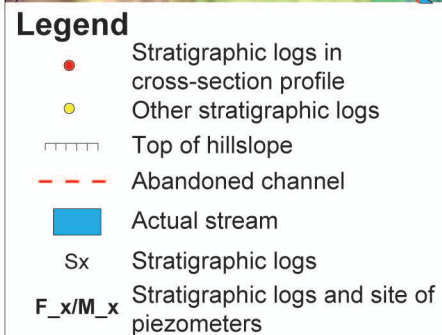 Legend
Stratigraphic logs in
cross-section profile
Other stratigraphic logs
Top of hillslope
Abandoned channel
Actual stream
Sx Stratigraphic logs
F_x/M_x Stratigraphic logs and site of
piezometers